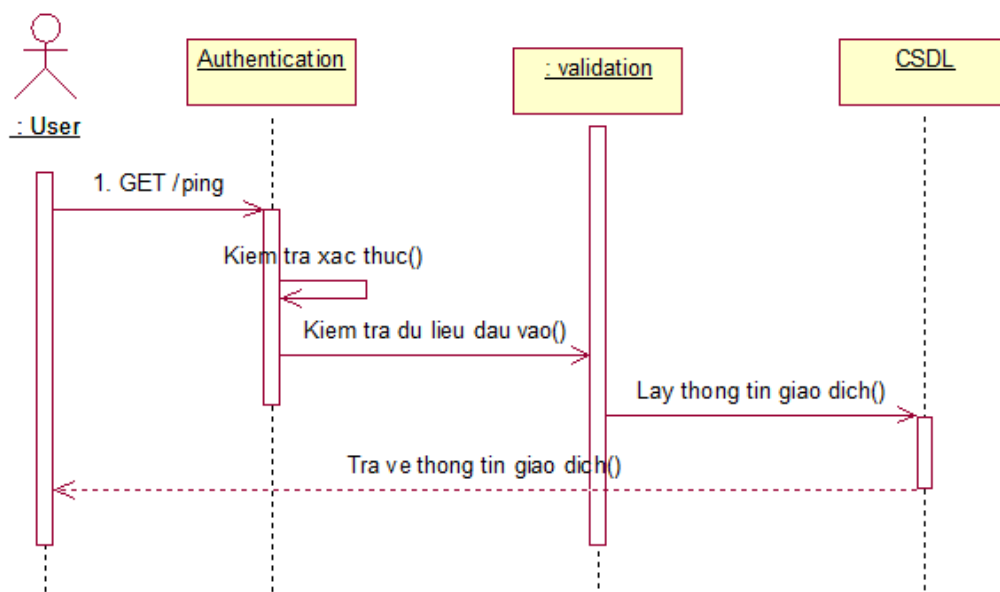 Authentication
: validation
CSDL
: User
1. GET /ping
Kiem tra xac thuc()
Kiem tra du lieu dau vao()
Lay thong tin giao dich()
Tra ve thong tin giao dich()